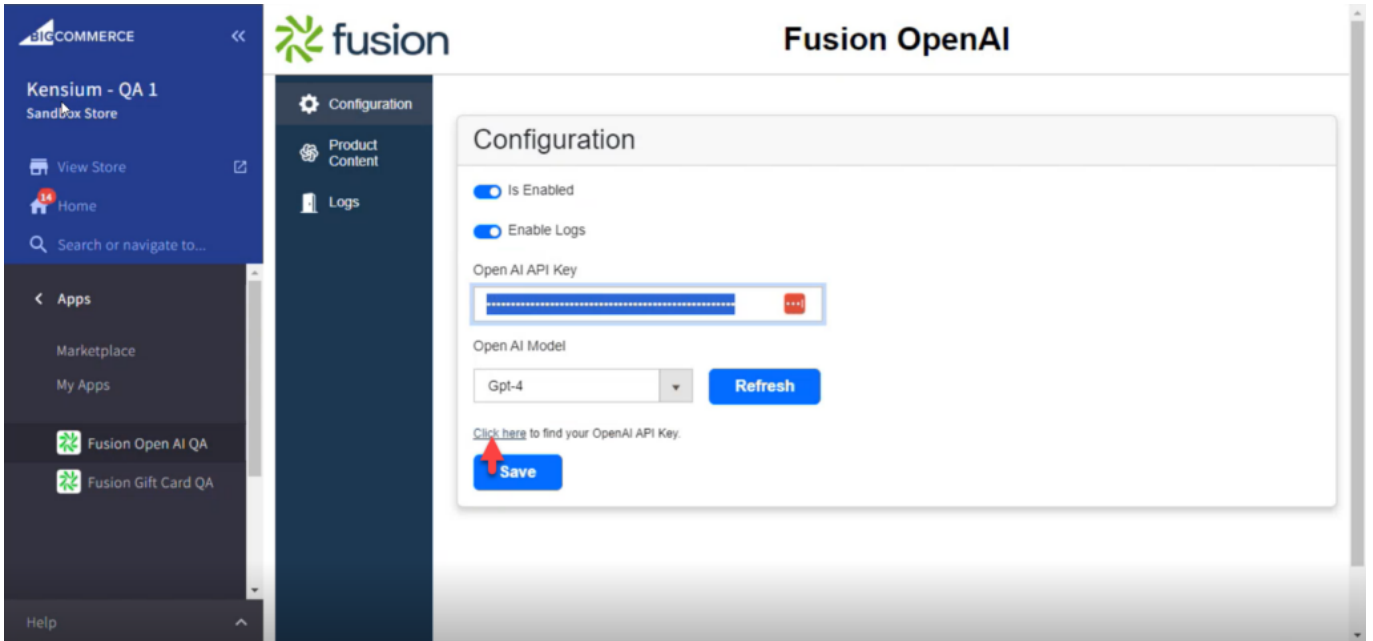 BIGCOMMERCE
Kensium - QA 1
Sandbox Store
View Store
14
Home
Search or navigate to...
Apps
Marketplace
My Apps
Fusion Open AI QA
Fusion Gift Card QA
Help
fusion
Fusion OpenAI
Configuration
Product
Content
Logs
Configuration
Is Enabled
Enable Logs
Open AI API Key
Open AI Model
Gpt-4
Refresh
Click here to find your OpenAI API Key.
Save